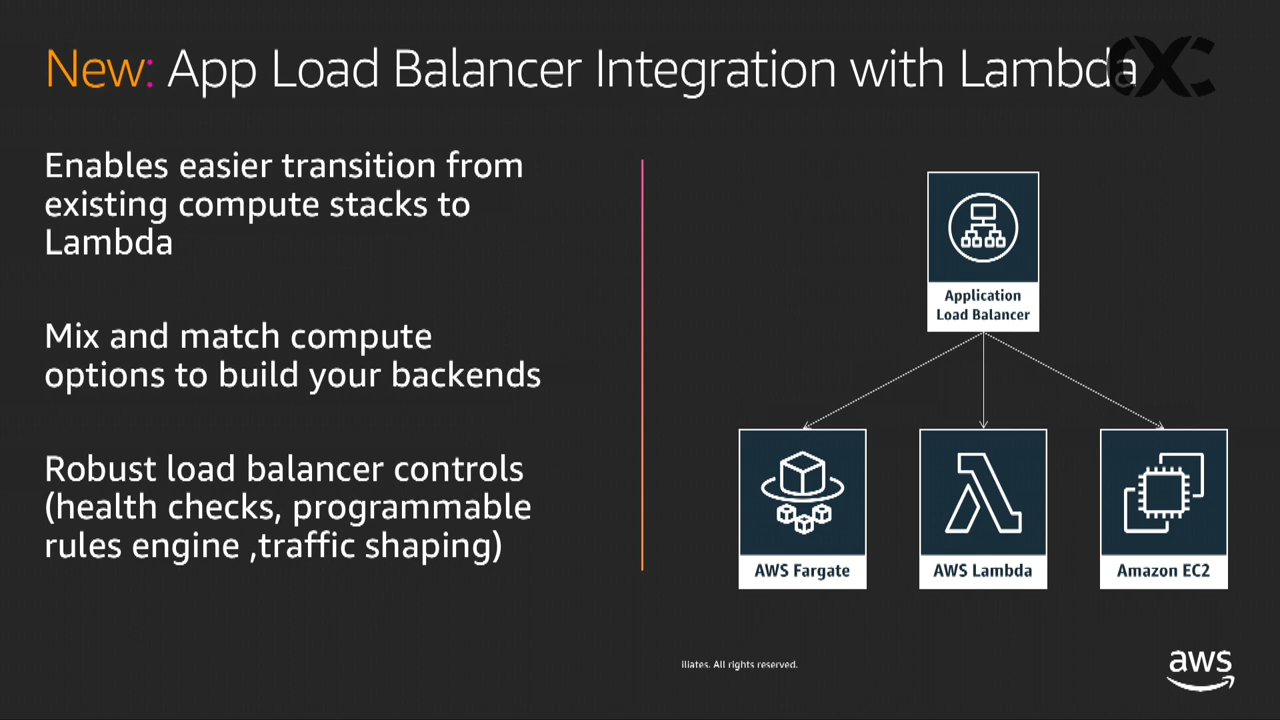 New: App Load Balancer Integration with Lambda
Enables easier transition from
existing compute stacks to
Lambda
Mix and match compute
options to build your backends
Robust load balancer controls
(health checks, programmable
rules engine ,traffic shaping)
Application
Load Balancer
AWS Fargate
AWS Lambda
Amazon EC2
iliates. All rights reserved.
aws